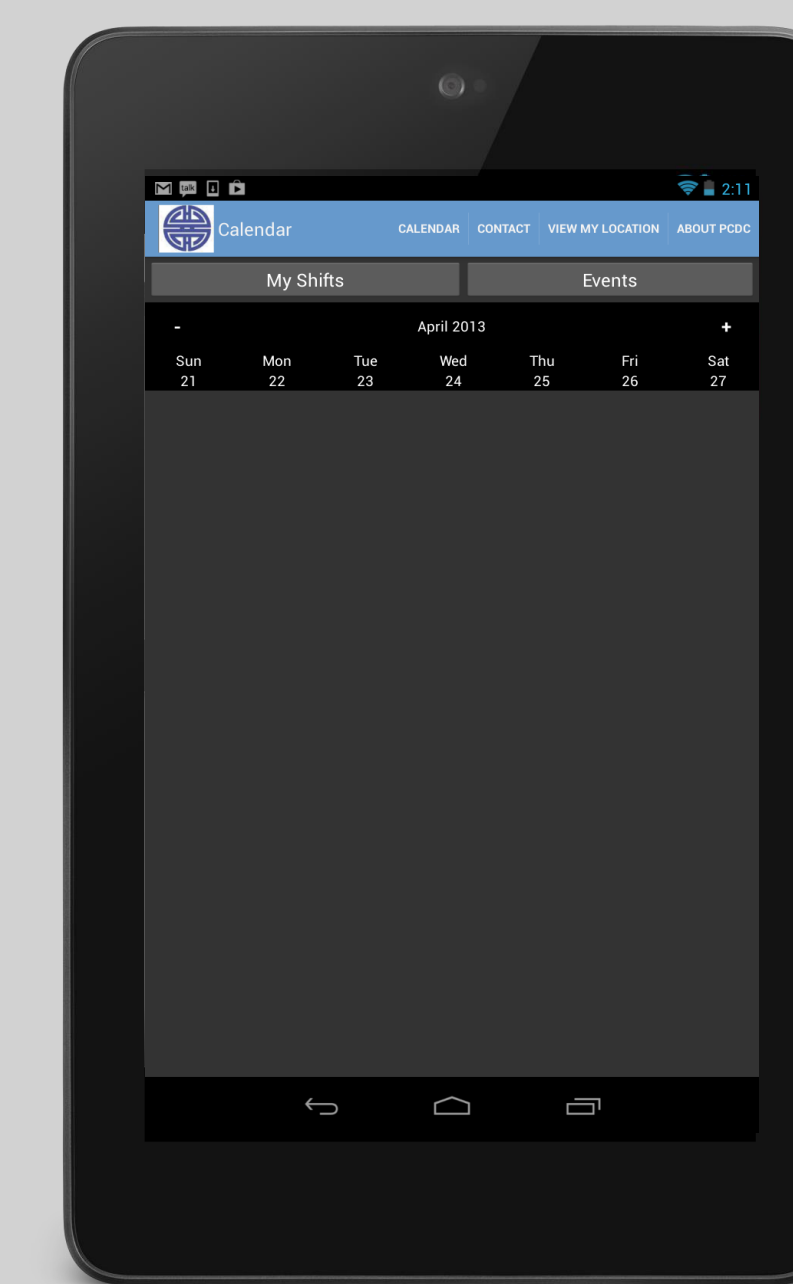 talk 2:11
Calendar CALENDAR CONTACT VIEW MY LOCATION ABOUT PCDC
My Shifts Events
- April 2013 +
Sun Mon Tue Wed Thu Fri Sat
21 22 23 24 25 26 27